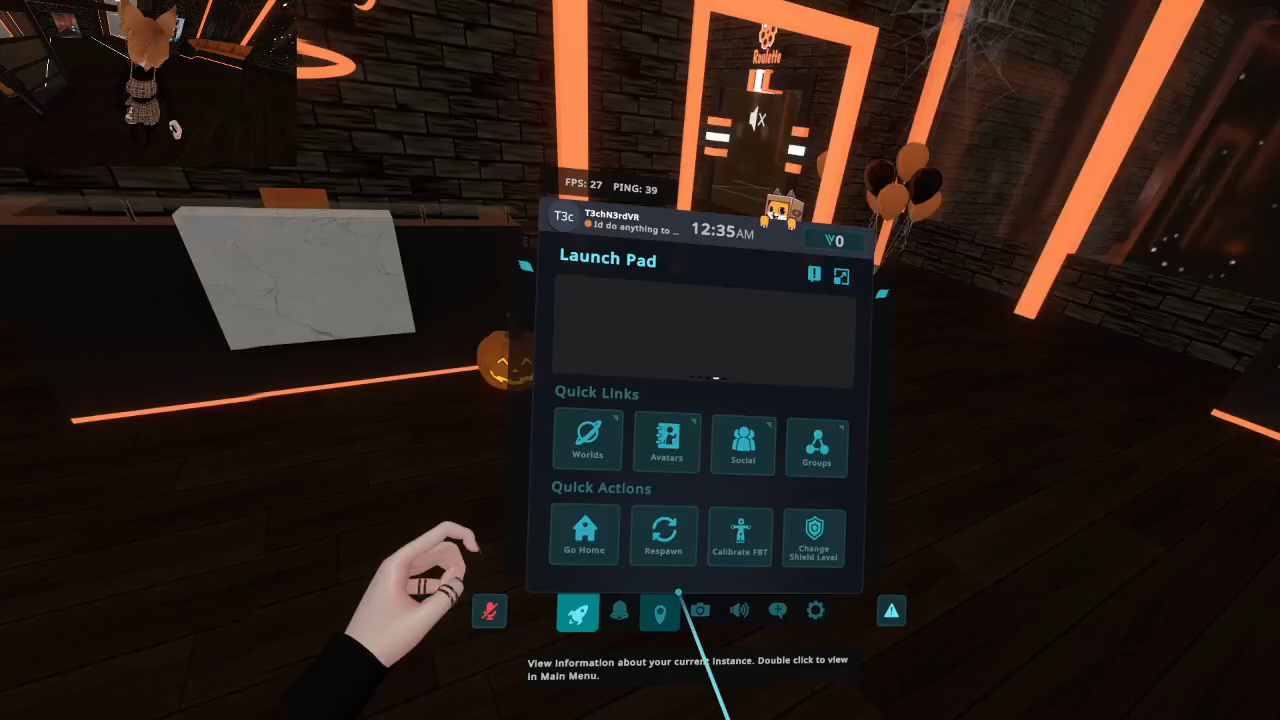 Roulette
FPS: 27 PING: 39
T3c
T3chN3rdVR
Id do anything to ...
12:35AM
0
Launch Pad
Quick Links
Worlds
Avatars
Social
Groups
Quick Actions
Go Home
Respawn
Calibrate FBT
Change
Shield Level
View information about your current instance. Double click to view
in Main Menu.